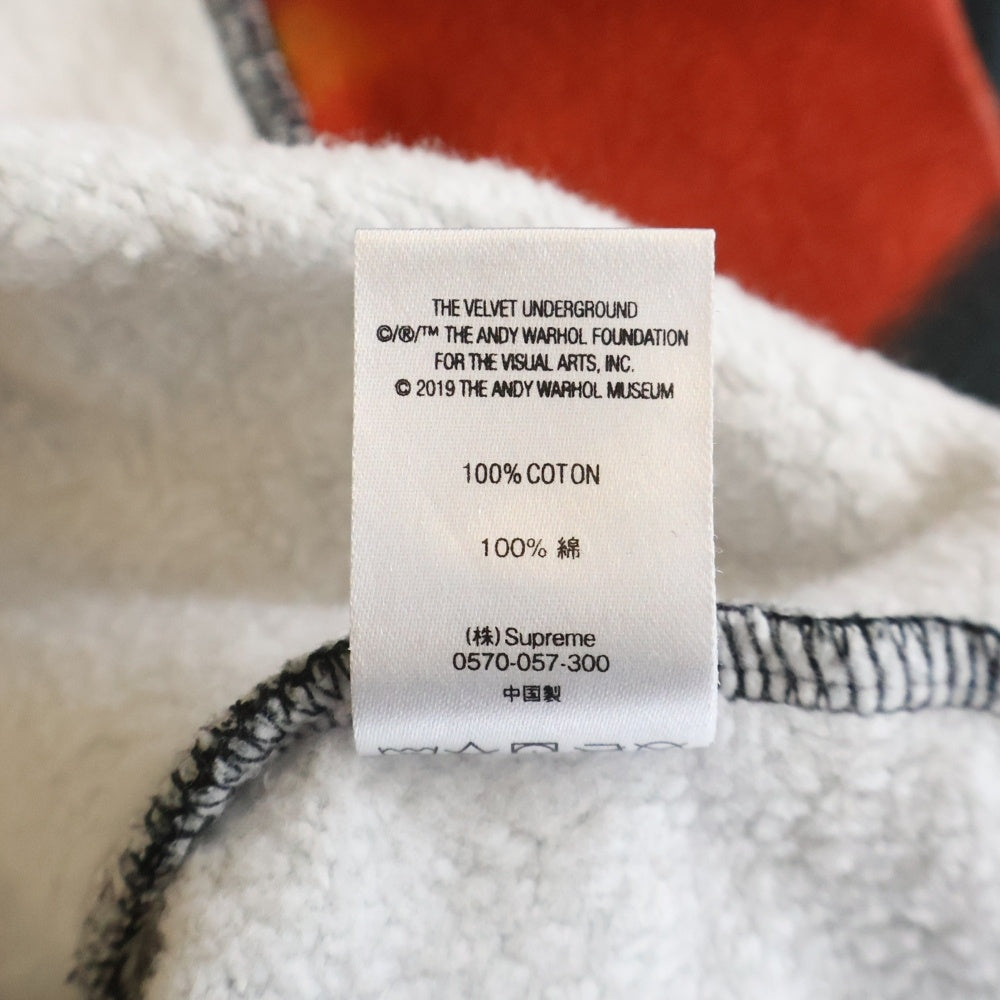 THE VELVET UNDERGROUND
©/®/™ THE ANDY WARHOL FOUNDATION
FOR THE VISUAL ARTS, INC.
© 2019 THE ANDY WARHOL MUSEUM
100% COTON
100% 綿
(株)Supreme
0570-057-300
中国製